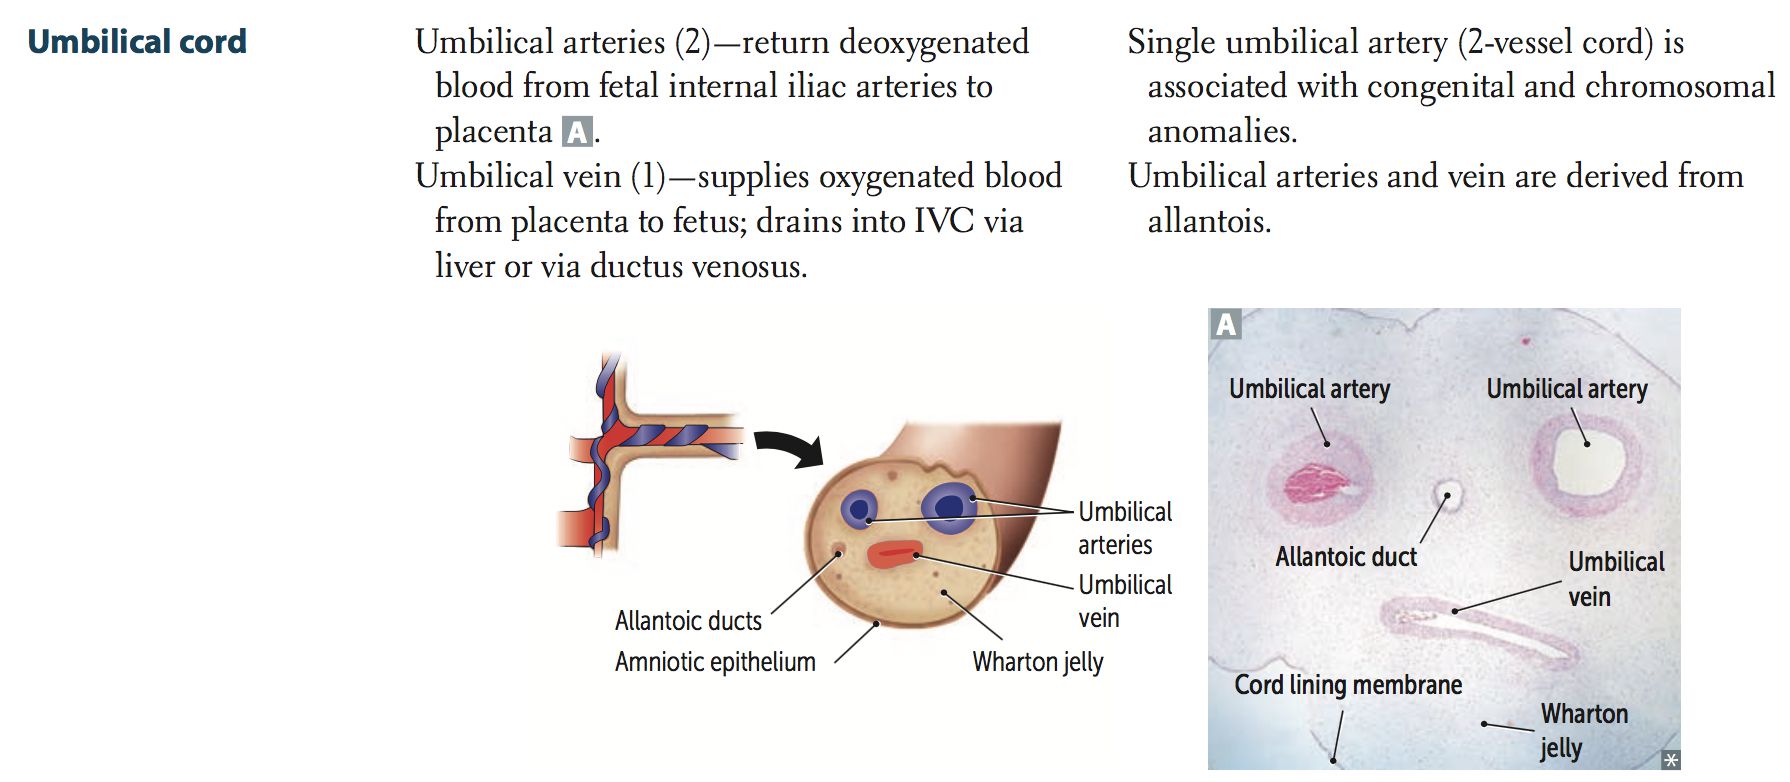 Umbilical cord
Umbilical arteries (2)—return deoxygenated
blood from fetal internal iliac arteries to
placenta A.
Umbilical vein (1)—supplies oxygenated blood
from placenta to fetus; drains into IVC via
liver or via ductus venosus.
Single umbilical artery (2-vessel cord) is
associated with congenital and chromosomal
anomalies.
Umbilical arteries and vein are derived from
allantois.
Umbilical
arteries
Umbilical
vein
Allantoic ducts
Amniotic epithelium
Wharton jelly
A
Umbilical artery
Umbilical artery
Allantoic duct
Umbilical
vein
Cord lining membrane
Wharton
jelly
*